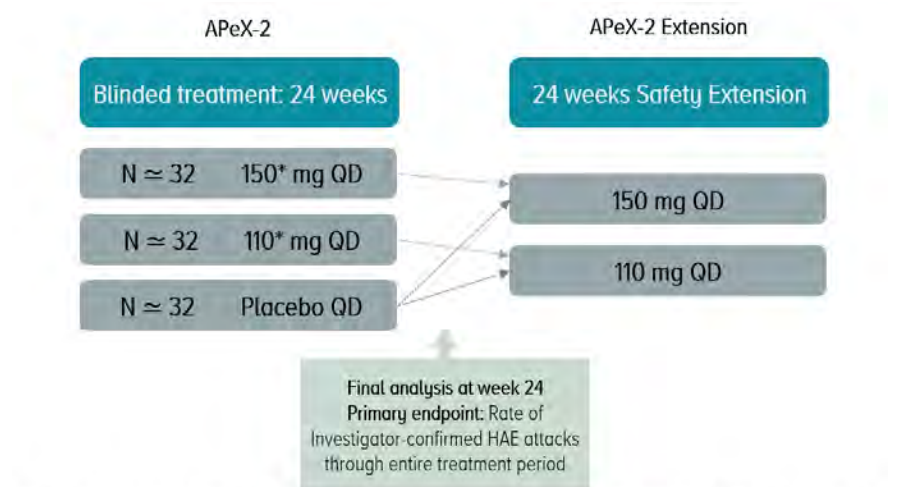 APeX-2
APeX-2 Extension
Blinded treatment: 24 weeks
24 weeks Safety Extension
N ≃ 32 150* mg QD
N ≃ 32 110* mg QD
N ≃ 32 Placebo QD
150 mg QD
110 mg QD
Final analysis at week 24
Primary endpoint: Rate of
Investigator-confirmed HAE attacks
through entire treatment period